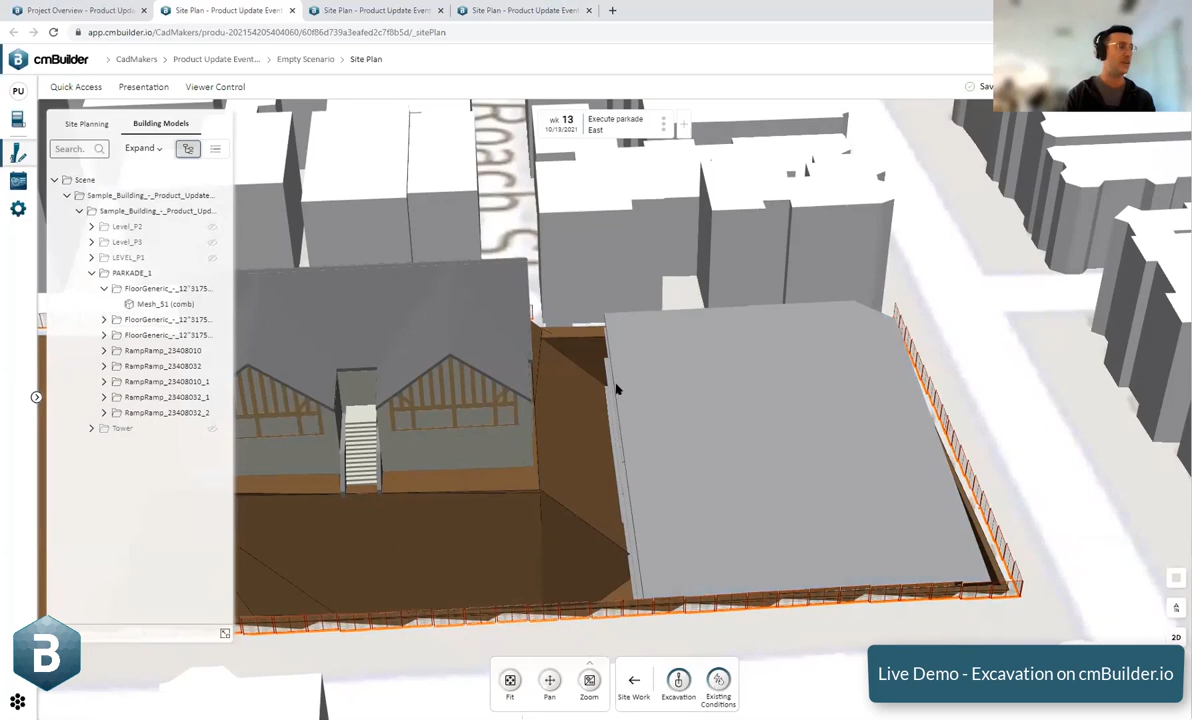 Project Overview - Product Upda
Site Plan - Product Update Even
Site Plan - Product Update Event
Site Plan - Product Update Event
app.cmbuilder.io/CadMakers/produ-202154205404060/60f86d739a3eafed2c7f8b5d/_sitePlan
cmBuilder
CadMakers
Product Update Event...
Empty Scenario
Site Plan
PU
Quick Access
Presentation
Viewer Control
Sav
Site Planning
Building Models
wk 13
10/13/2021
Execute parkade
East
Search.
Expand
Scene
Sample_Building_-_Product_Update...
Sample_Building_-_Product_Upd...
Level_P2
Level_P3
LEVEL_P1
PARKADE_1
FloorGeneric_-_12"3175...
Mesh_51 (comb)
FloorGeneric_-_12"3175...
FloorGeneric_-_12"3175...
RampRamp_23408010
RampRamp_23408032
RampRamp_23408010_1
RampRamp_23408032_1
RampRamp_23408032_2
Tower
2D
B
Fit
Pan
Zoom
Site Work
Excavation
Existing
Conditions
Live Demo - Excavation on cmBuilder.io